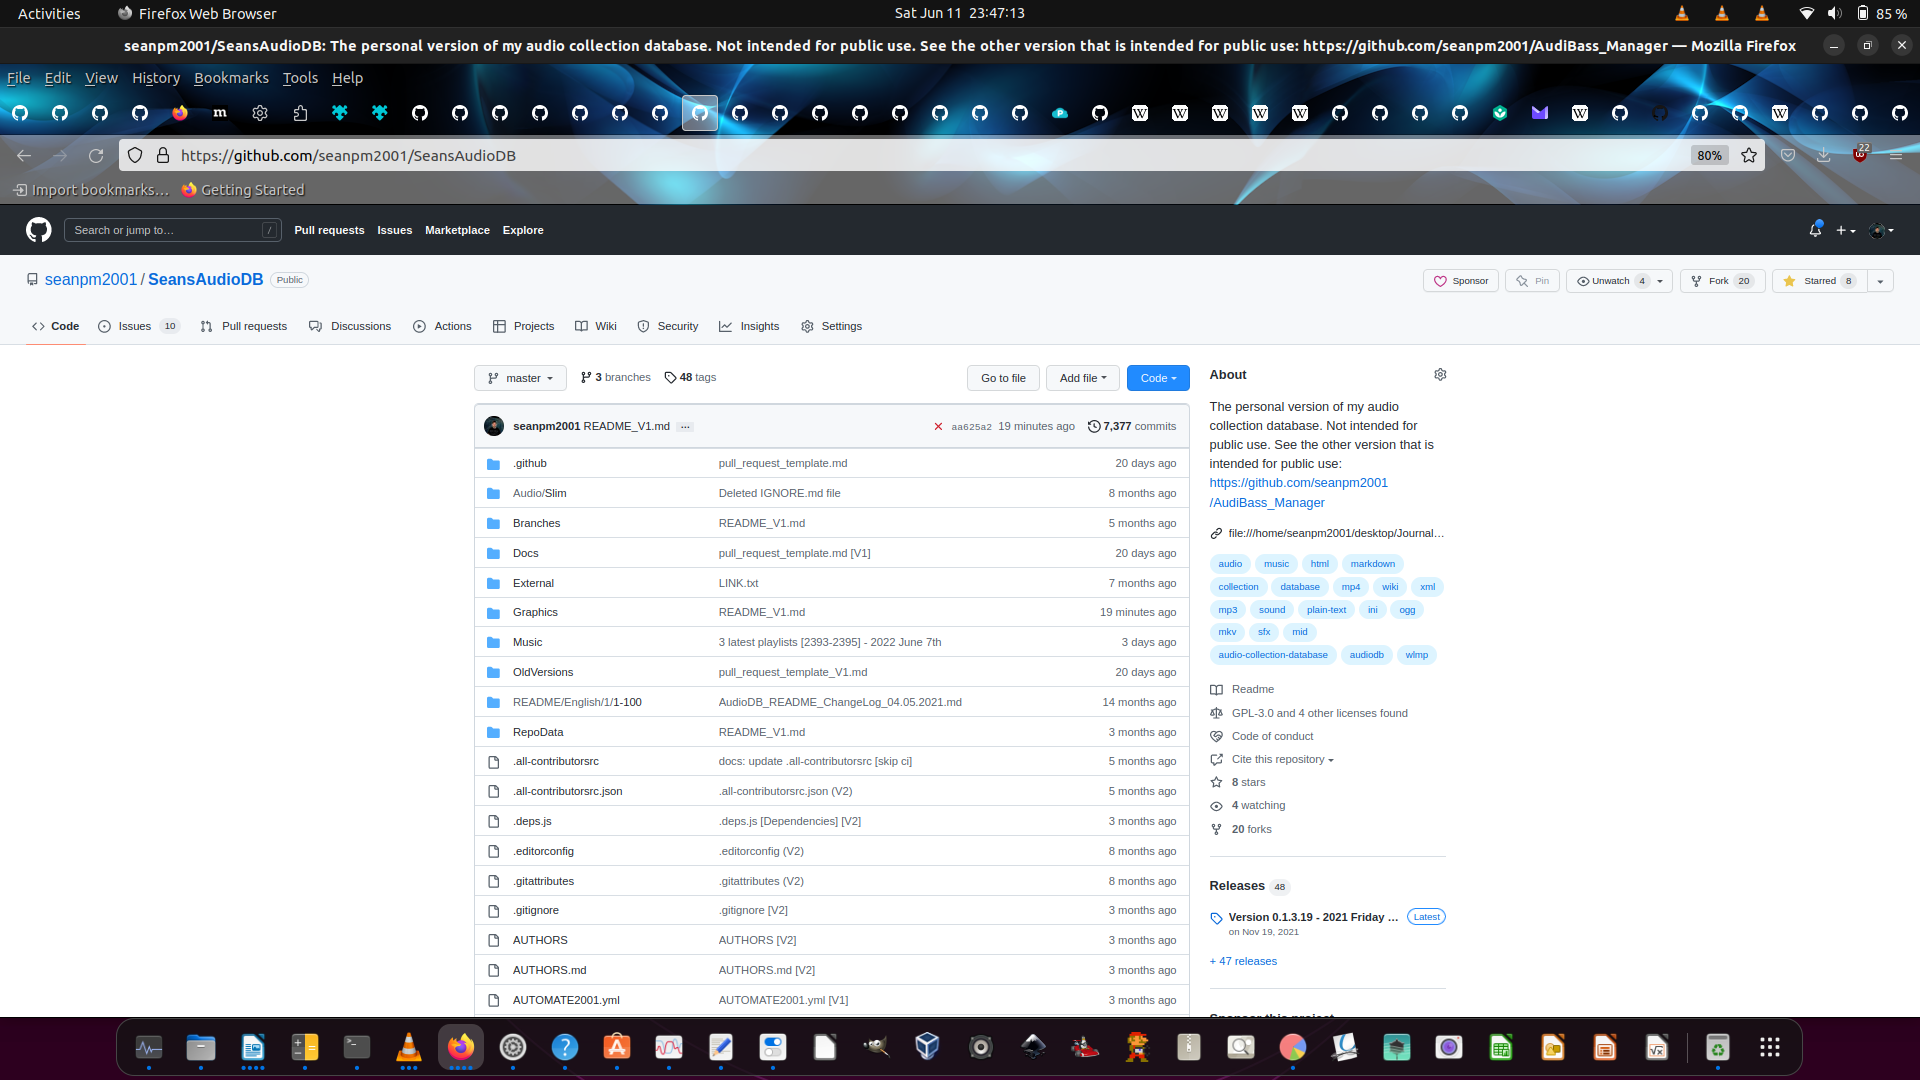 Activities
Firefox Web Browser
Sat Jun 11 23:47:13
85 %
seanpm2001/SeansAudioDB: The personal version of my audio collection database. Not intended for public use. See the other version that is intended for public use: https://github.com/seanpm2001/AudiBass_Manager — Mozilla Firefox
File Edit View History Bookmarks Tools Help
https://github.com/seanpm2001/SeansAudioDB
80%
22
Import bookmarks… Getting Started
Search or jump to… /
Pull requests Issues Marketplace Explore
seanpm2001 / SeansAudioDB Public
Sponsor Pin Unwatch 4 Fork 20 Starred 8
Code Issues 10 Pull requests Discussions Actions Projects Wiki Security Insights Settings
master 3 branches 48 tags Go to file Add file Code
seanpm2001 README_V1.md … aa625a2 19 minutes ago 7,377 commits
.github pull_request_template.md 20 days ago
Audio/Slim Deleted IGNORE.md file 8 months ago
Branches README_V1.md 5 months ago
Docs pull_request_template.md [V1] 20 days ago
External LINK.txt 7 months ago
Graphics README_V1.md 19 minutes ago
Music 3 latest playlists [2393-2395] - 2022 June 7th 3 days ago
OldVersions pull_request_template_V1.md 20 days ago
README/English/1/1-100 AudioDB_README_ChangeLog_04.05.2021.md 14 months ago
RepoData README_V1.md 3 months ago
.all-contributorsrc docs: update .all-contributorsrc [skip ci] 5 months ago
.all-contributorsrc.json .all-contributorsrc.json (V2) 5 months ago
.deps.js .deps.js [Dependencies] [V2] 3 months ago
.editorconfig .editorconfig (V2) 8 months ago
.gitattributes .gitattributes (V2) 8 months ago
.gitignore .gitignore [V2] 3 months ago
AUTHORS AUTHORS [V2] 3 months ago
AUTHORS.md AUTHORS.md [V2] 3 months ago
AUTOMATE2001.yml AUTOMATE2001.yml [V1] 3 months ago
About
The personal version of my audio
collection database. Not intended for
public use. See the other version that is
intended for public use:
https://github.com/seanpm2001
/AudiBass_Manager
file:///home/seanpm2001/desktop/Journal…
audio music html markdown
collection database mp4 wiki xml
mp3 sound plain-text ini ogg
mkv sfx mid
audio-collection-database audiodb wlmp
Readme
GPL-3.0 and 4 other licenses found
Code of conduct
Cite this repository
8 stars
4 watching
20 forks
Releases 48
Version 0.1.3.19 - 2021 Friday … Latest
on Nov 19, 2021
+ 47 releases
Sponsor this project